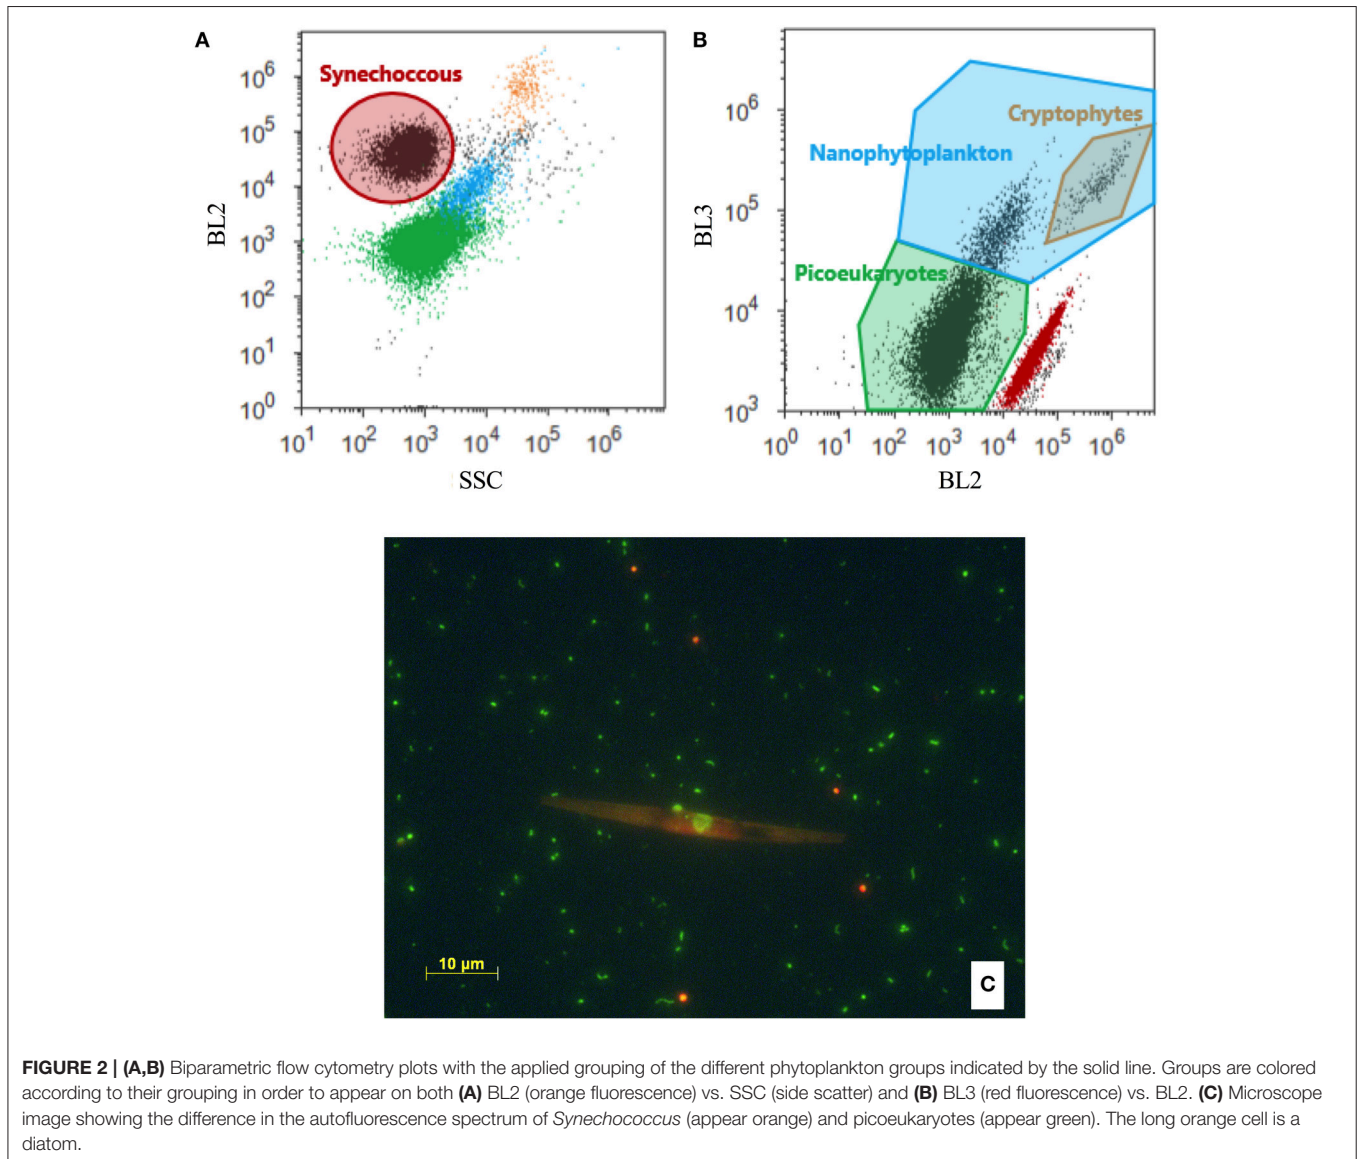 A
Synechoccous
BL2
10^6
10^5
10^4
10^3
10^2
10^1
10^0
10^1 10^2 10^3 10^4 10^5 10^6
SSC
B
Cryptophytes
Nanophytoplankton
Picoeukaryotes
BL3
10^6
10^5
10^4
10^3
10^0 10^1 10^2 10^3 10^4 10^5 10^6
BL2
10 µm
C
FIGURE 2 | (A,B) Biparametric flow cytometry plots with the applied grouping of the different phytoplankton groups indicated by the solid line. Groups are colored
according to their grouping in order to appear on both (A) BL2 (orange fluorescence) vs. SSC (side scatter) and (B) BL3 (red fluorescence) vs. BL2. (C) Microscope
image showing the difference in the autofluorescence spectrum of Synechococcus (appear orange) and picoeukaryotes (appear green). The long orange cell is a
diatom.